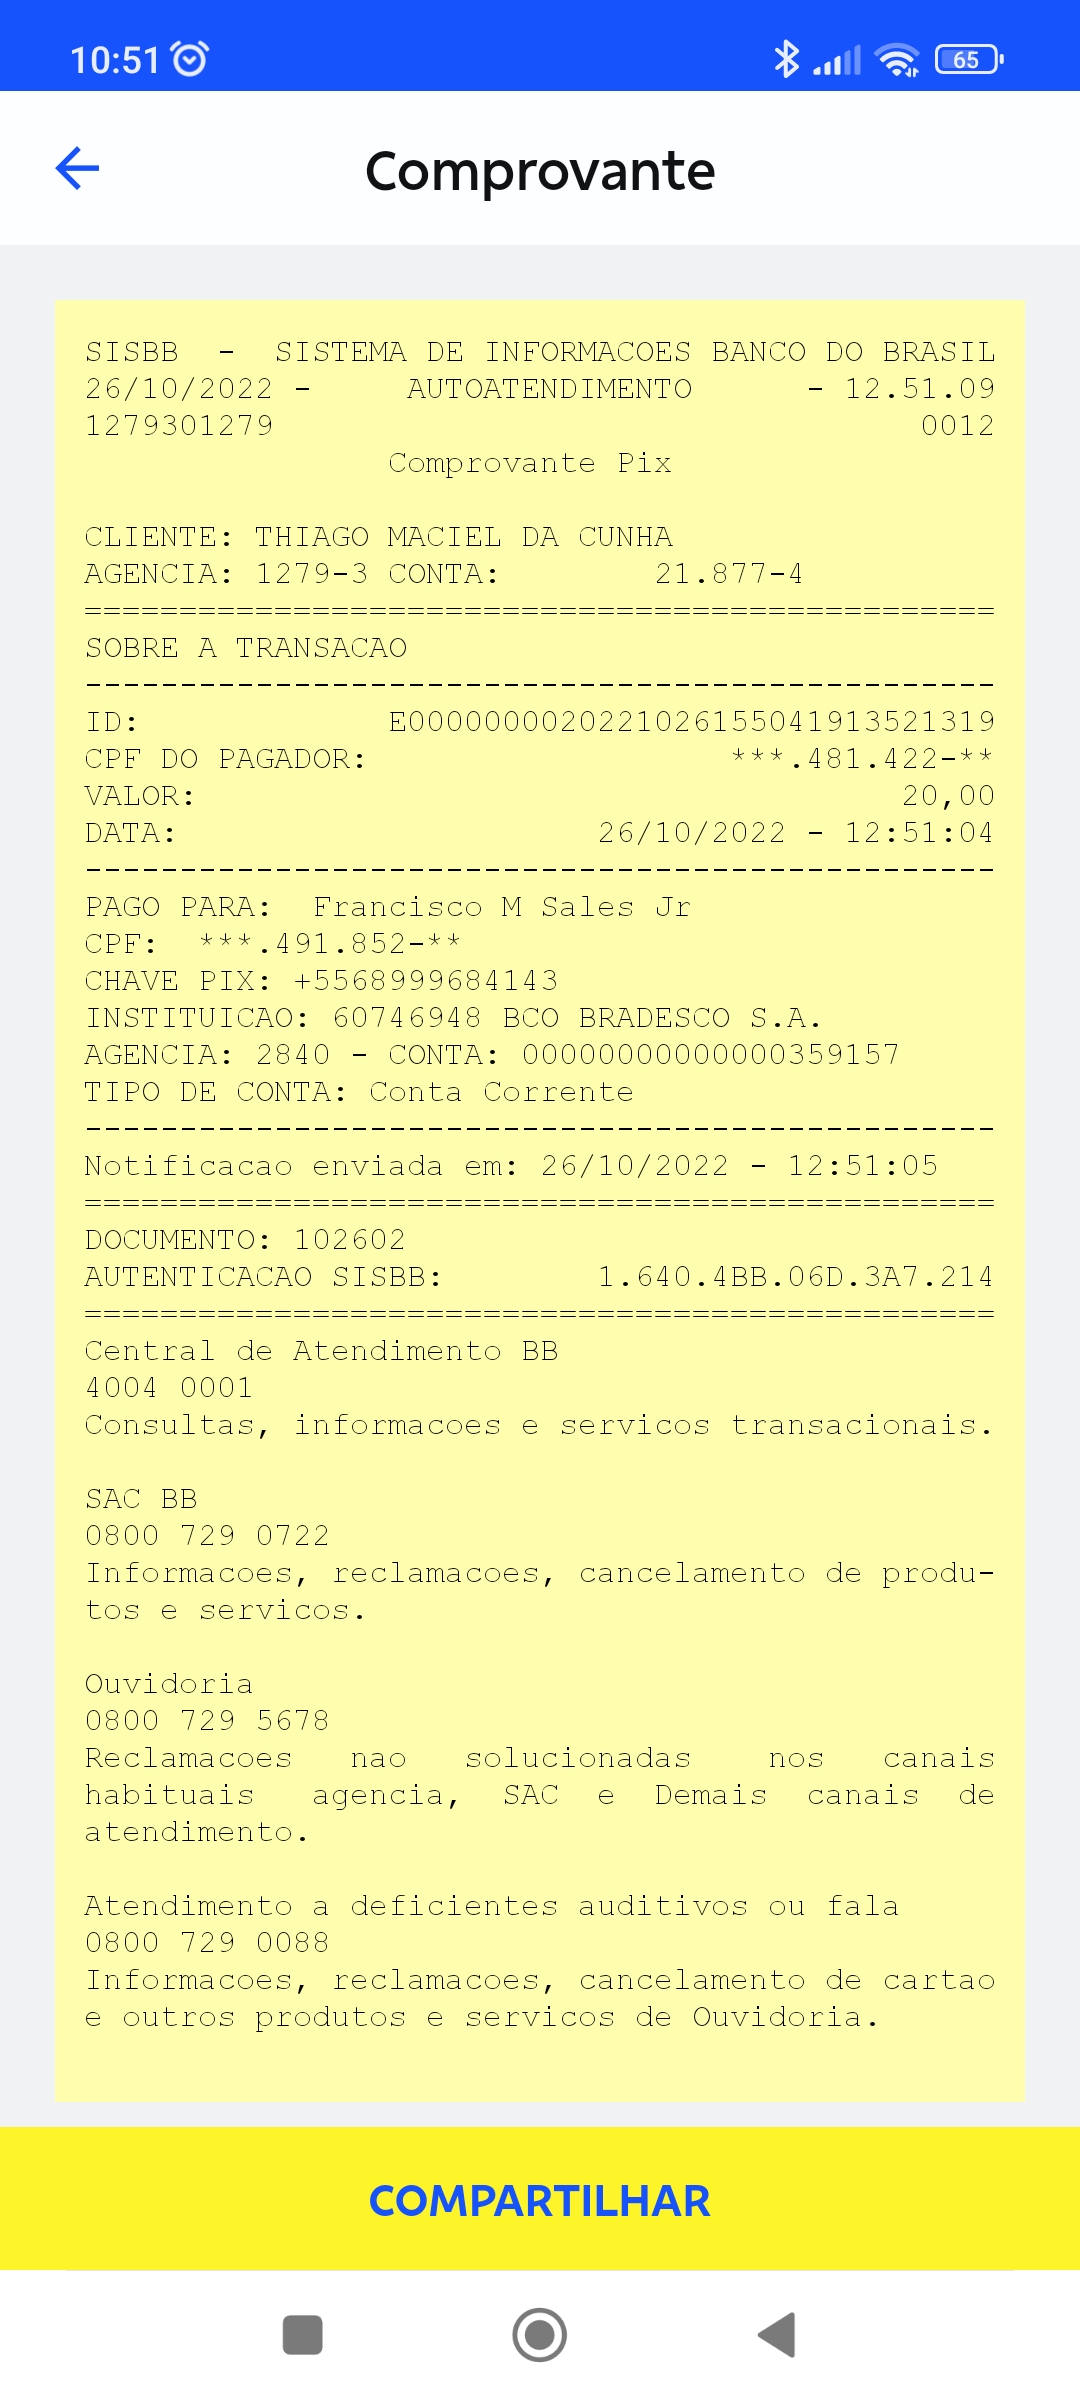 10:51
65
Comprovante
SISBB - SISTEMA DE INFORMACOES BANCO DO BRASIL
26/10/2022 - AUTOATENDIMENTO - 12.51.09
1279301279 0012
Comprovante Pix
CLIENTE: THIAGO MACIEL DA CUNHA
AGENCIA: 1279-3 CONTA: 21.877-4
================================================
SOBRE A TRANSACAO
------------------------------------------------
ID: E00000000202210261550419135213​19
CPF DO PAGADOR: ***.481.422-**
VALOR: 20,00
DATA: 26/10/2022 - 12:51:04
------------------------------------------------
PAGO PARA: Francisco M Sales Jr
CPF: ***.491.852-**
CHAVE PIX: +5568999684143
INSTITUICAO: 60746948 BCO BRADESCO S.A.
AGENCIA: 2840 - CONTA: 00000000000000359157
TIPO DE CONTA: Conta Corrente
------------------------------------------------
Notificacao enviada em: 26/10/2022 - 12:51:05
================================================
DOCUMENTO: 102602
AUTENTICACAO SISBB: 1.640.4BB.06D.3A7.214
================================================
Central de Atendimento BB
4004 0001
Consultas, informacoes e servicos transacionais.
SAC BB
0800 729 0722
Informacoes, reclamacoes, cancelamento de produ-
tos e servicos.
Ouvidoria
0800 729 5678
Reclamacoes nao solucionadas nos canais
habituais agencia, SAC e Demais canais de
atendimento.
Atendimento a deficientes auditivos ou fala
0800 729 0088
Informacoes, reclamacoes, cancelamento de cartao
e outros produtos e servicos de Ouvidoria.
COMPARTILHAR